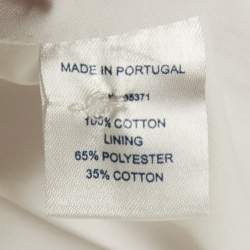 MADE IN PORTUGAL
35371
100% COTTON
LINING
65% POLYESTER
35% COTTON